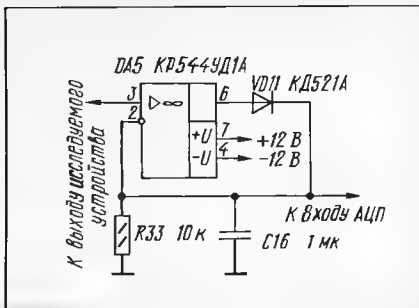 DA5 КР544УД1А
VD11 КД521А
3
2
▷∞
6
+U
-U
7
4
+12 В
-12 В
К выходу исследуемого устройства
К входу АЦП
R33 10 к
C16 1 мк